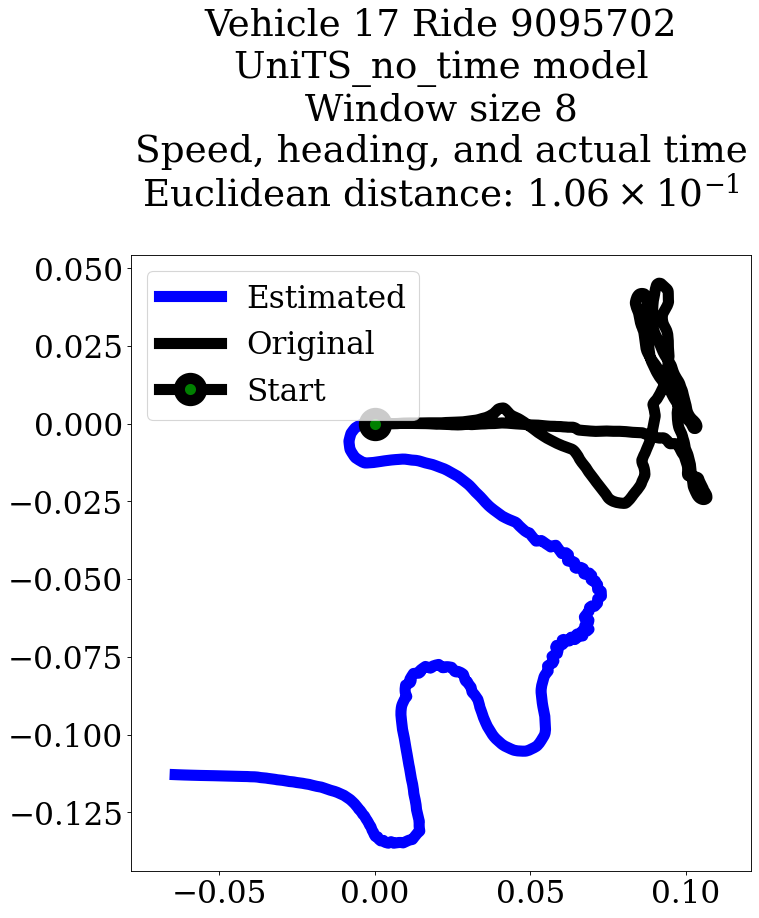 Vehicle 17 Ride 9095702
UniTS_no_time model
Window size 8
Speed, heading, and actual time
Euclidean distance: 1.06 × 10⁻¹
Estimated
Original
Start
0.050
0.025
0.000
−0.025
−0.050
−0.075
−0.100
−0.125
−0.05 0.00 0.05 0.10